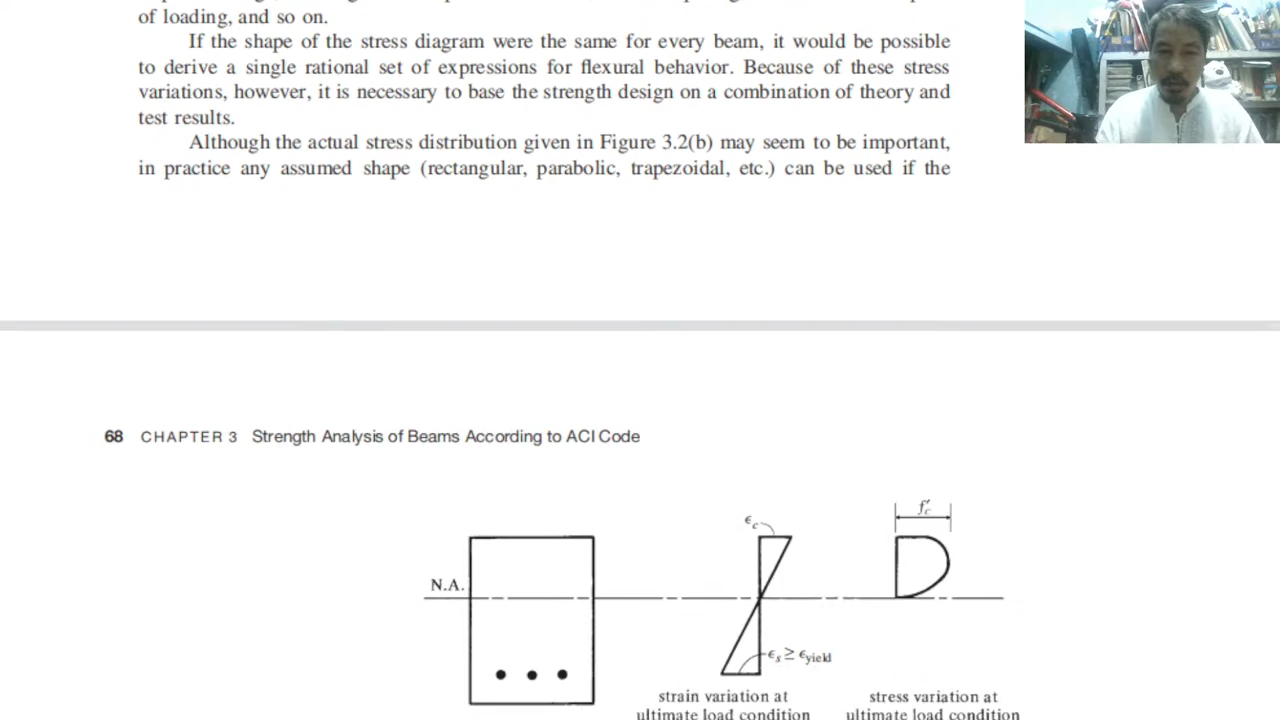 of loading, and so on.
If the shape of the stress diagram were the same for every beam, it would be possible
to derive a single rational set of expressions for flexural behavior. Because of these stress
variations, however, it is necessary to base the strength design on a combination of theory and
test results.
Although the actual stress distribution given in Figure 3.2(b) may seem to be important,
in practice any assumed shape (rectangular, parabolic, trapezoidal, etc.) can be used if the
68 CHAPTER 3 Strength Analysis of Beams According to ACI Code
f′c
ϵc
N.A.
ϵs ≥ ϵyield
strain variation at
ultimate load condition
stress variation at
ultimate load condition